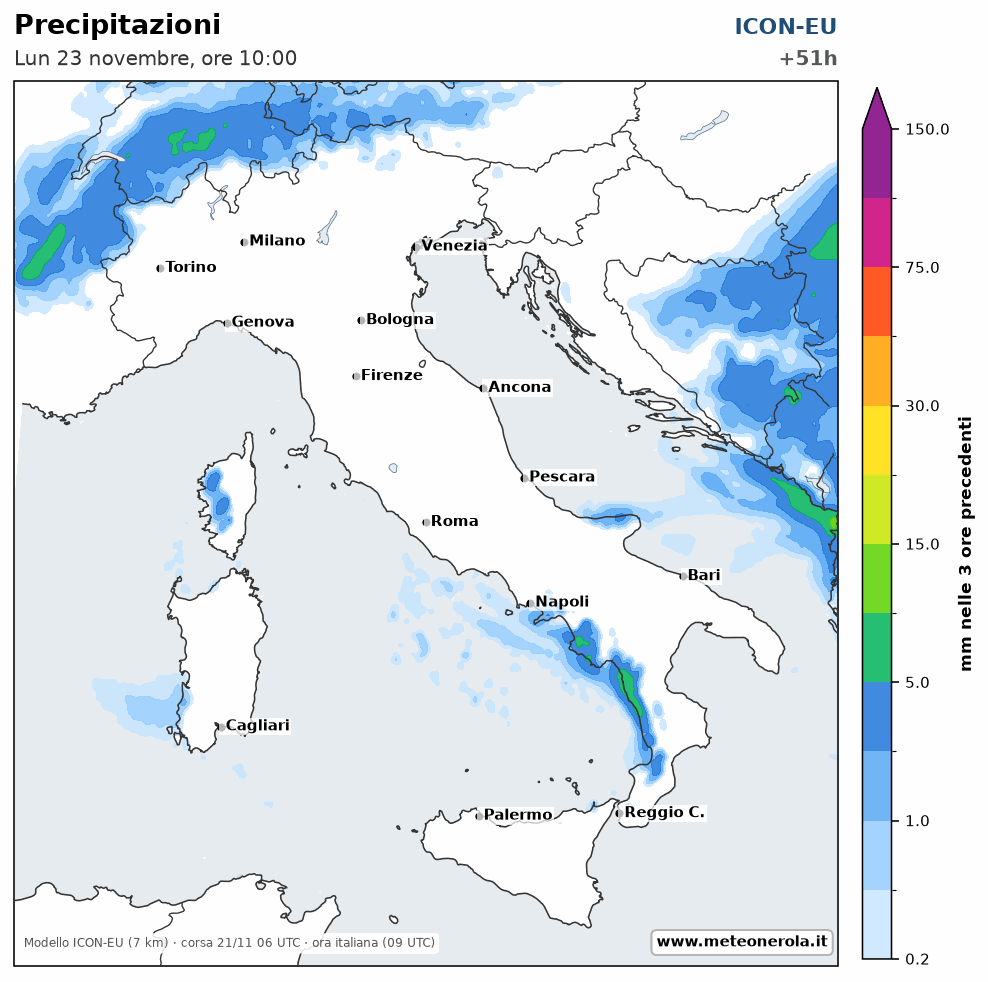 Precipitazioni
ICON-EU
Lun 23 novembre, ore 10:00
+51h
150.0
75.0
30.0
15.0
5.0
1.0
0.2
mm nelle 3 ore precedenti
Milano
Venezia
Torino
Genova
Bologna
Firenze
Ancona
Pescara
Roma
Bari
Napoli
Cagliari
Palermo
Reggio C.
Modello ICON-EU (7 km) · corsa 21/11 06 UTC · ora italiana (09 UTC)
www.meteonerola.it